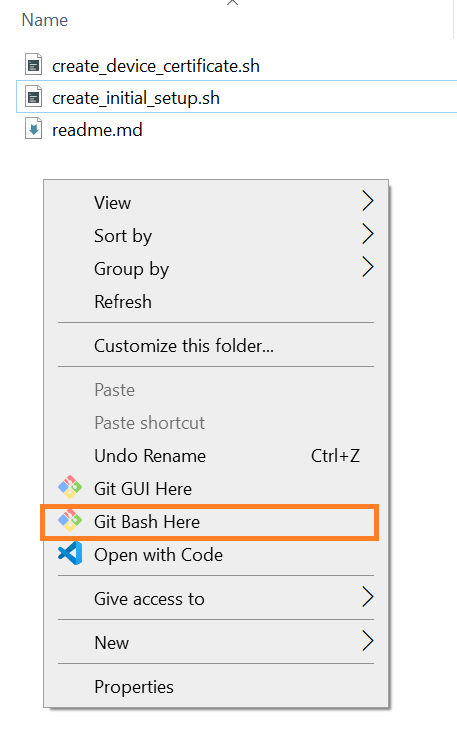 Name
create_device_certificate.sh
create_initial_setup.sh
readme.md
View
Sort by
Group by
Refresh
Customize this folder...
Paste
Paste shortcut
Undo Rename Ctrl+Z
Git GUI Here
Git Bash Here
Open with Code
Give access to
New
Properties